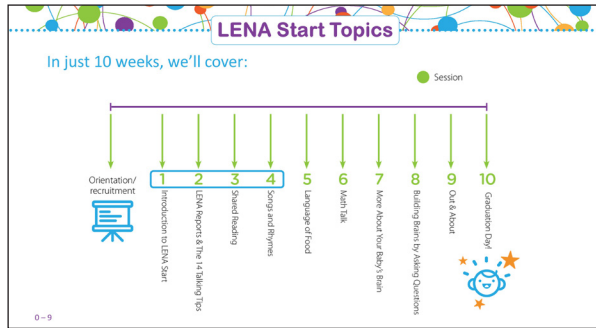 LENA Start Topics
In just 10 weeks, we'll cover:
Session
Orientation/
recruitment
1
2
3
4
5
6
7
8
9
10
Introduction to LENA Start
LENA Reports & The 14 Talking Tips
Shared Reading
Songs and Rhymes
Language of Food
Math Talk
More About Your Baby's Brain
Building Brains by Asking Questions
Out & About
Graduation Day!
0 – 9